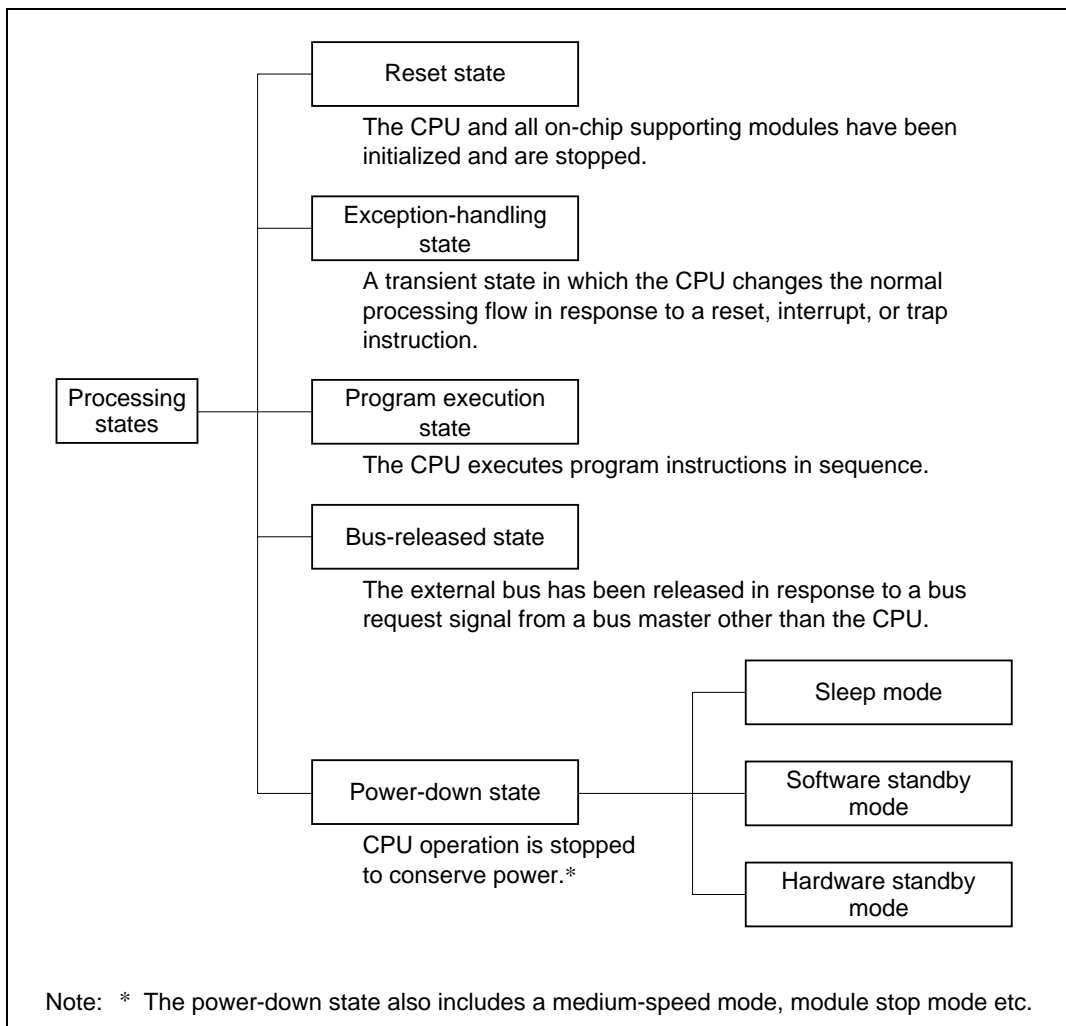 Reset state
The CPU and all on-chip supporting modules have been
initialized and are stopped.
Exception-handling
state
A transient state in which the CPU changes the normal
processing flow in response to a reset, interrupt, or trap
instruction.
Processing
states
Program execution
state
The CPU executes program instructions in sequence.
Bus-released state
The external bus has been released in response to a bus
request signal from a bus master other than the CPU.
Sleep mode
Power-down state
CPU operation is stopped
to conserve power.*
Software standby
mode
Hardware standby
mode
Note: * The power-down state also includes a medium-speed mode, module stop mode etc.